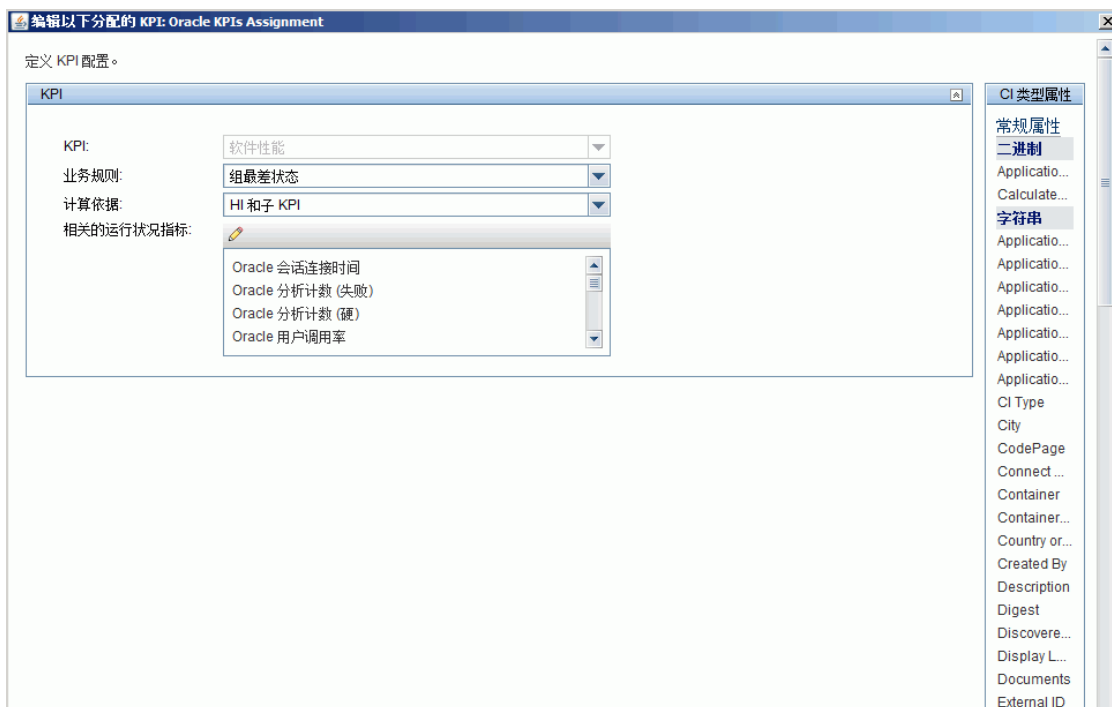 编辑以下分配的 KPI: Oracle KPIs Assignment
定义 KPI 配置。
KPI
KPI:
软件性能
业务规则:
组最差状态
计算依据:
HI 和子 KPI
相关的运行状况指标:
Oracle 会话连接时间
Oracle 分析计数 (失败)
Oracle 分析计数 (硬)
Oracle 用户调用率
CI 类型属性
常规属性
二进制
Applicatio...
Calculate...
字符串
Applicatio...
Applicatio...
Applicatio...
Applicatio...
Applicatio...
Applicatio...
Applicatio...
CI Type
City
CodePage
Connect ...
Container
Container...
Country or...
Created By
Description
Digest
Discovere...
Display L...
Documents
External ID